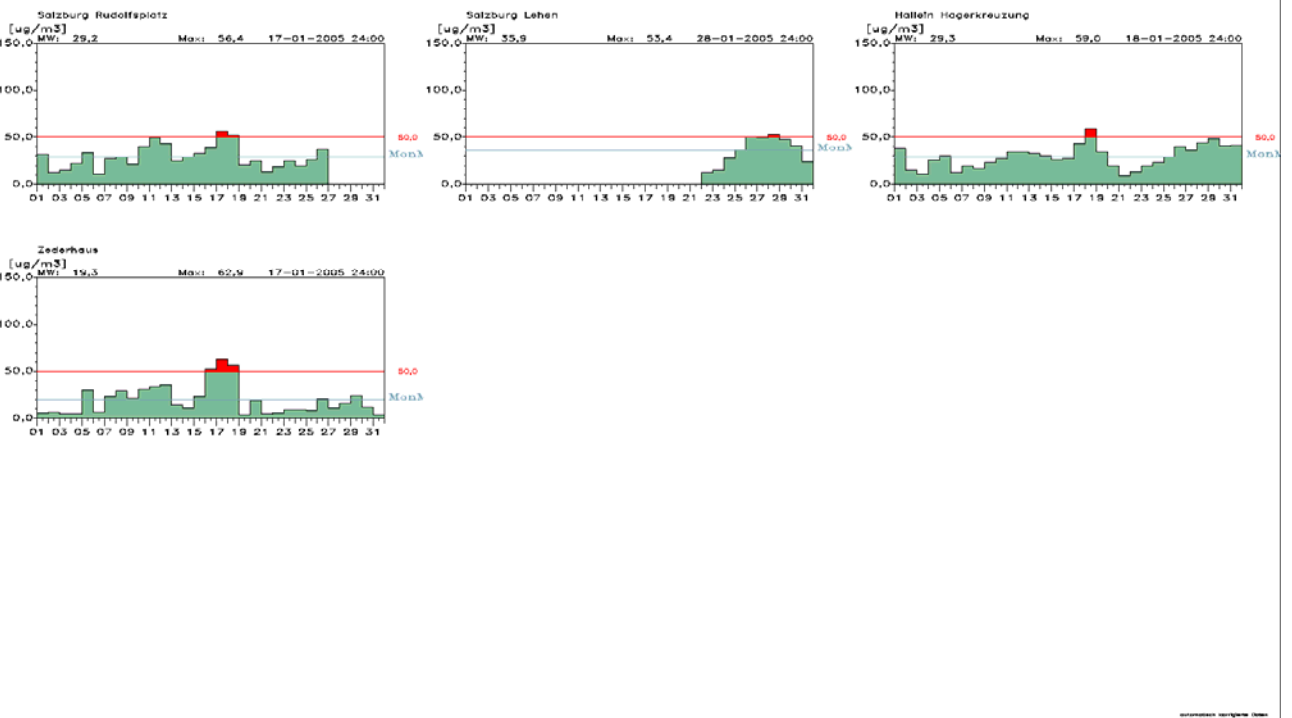 Salzburg Rudolfsplatz
[ug/m3]
MW: 29,2 Max: 56,4 17-01-2005 24:00
150,0
100,0
50,0
50,0
MonM
0,0
01 03 05 07 09 11 13 15 17 19 21 23 25 27 29 31
Salzburg Lehen
[ug/m3]
MW: 35,9 Max: 53,4 28-01-2005 24:00
150,0
100,0
50,0
50,0
MonM
0,0
01 03 05 07 09 11 13 15 17 19 21 23 25 27 29 31
Hallein Hagerkreuzung
[ug/m3]
MW: 29,3 Max: 59,0 18-01-2005 24:00
150,0
100,0
50,0
50,0
MonM
0,0
01 03 05 07 09 11 13 15 17 19 21 23 25 27 29 31
Zederhaus
[ug/m3]
MW: 19,3 Max: 62,9 17-01-2005 24:00
150,0
100,0
50,0
50,0
MonM
0,0
01 03 05 07 09 11 13 15 17 19 21 23 25 27 29 31
Daten